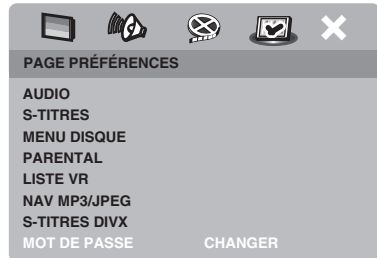 PAGE PRÉFÉRENCES
AUDIO
S-TITRES
MENU DISQUE
PARENTAL
LISTE VR
NAV MP3/JPEG
S-TITRES DIVX
MOT DE PASSE CHANGER